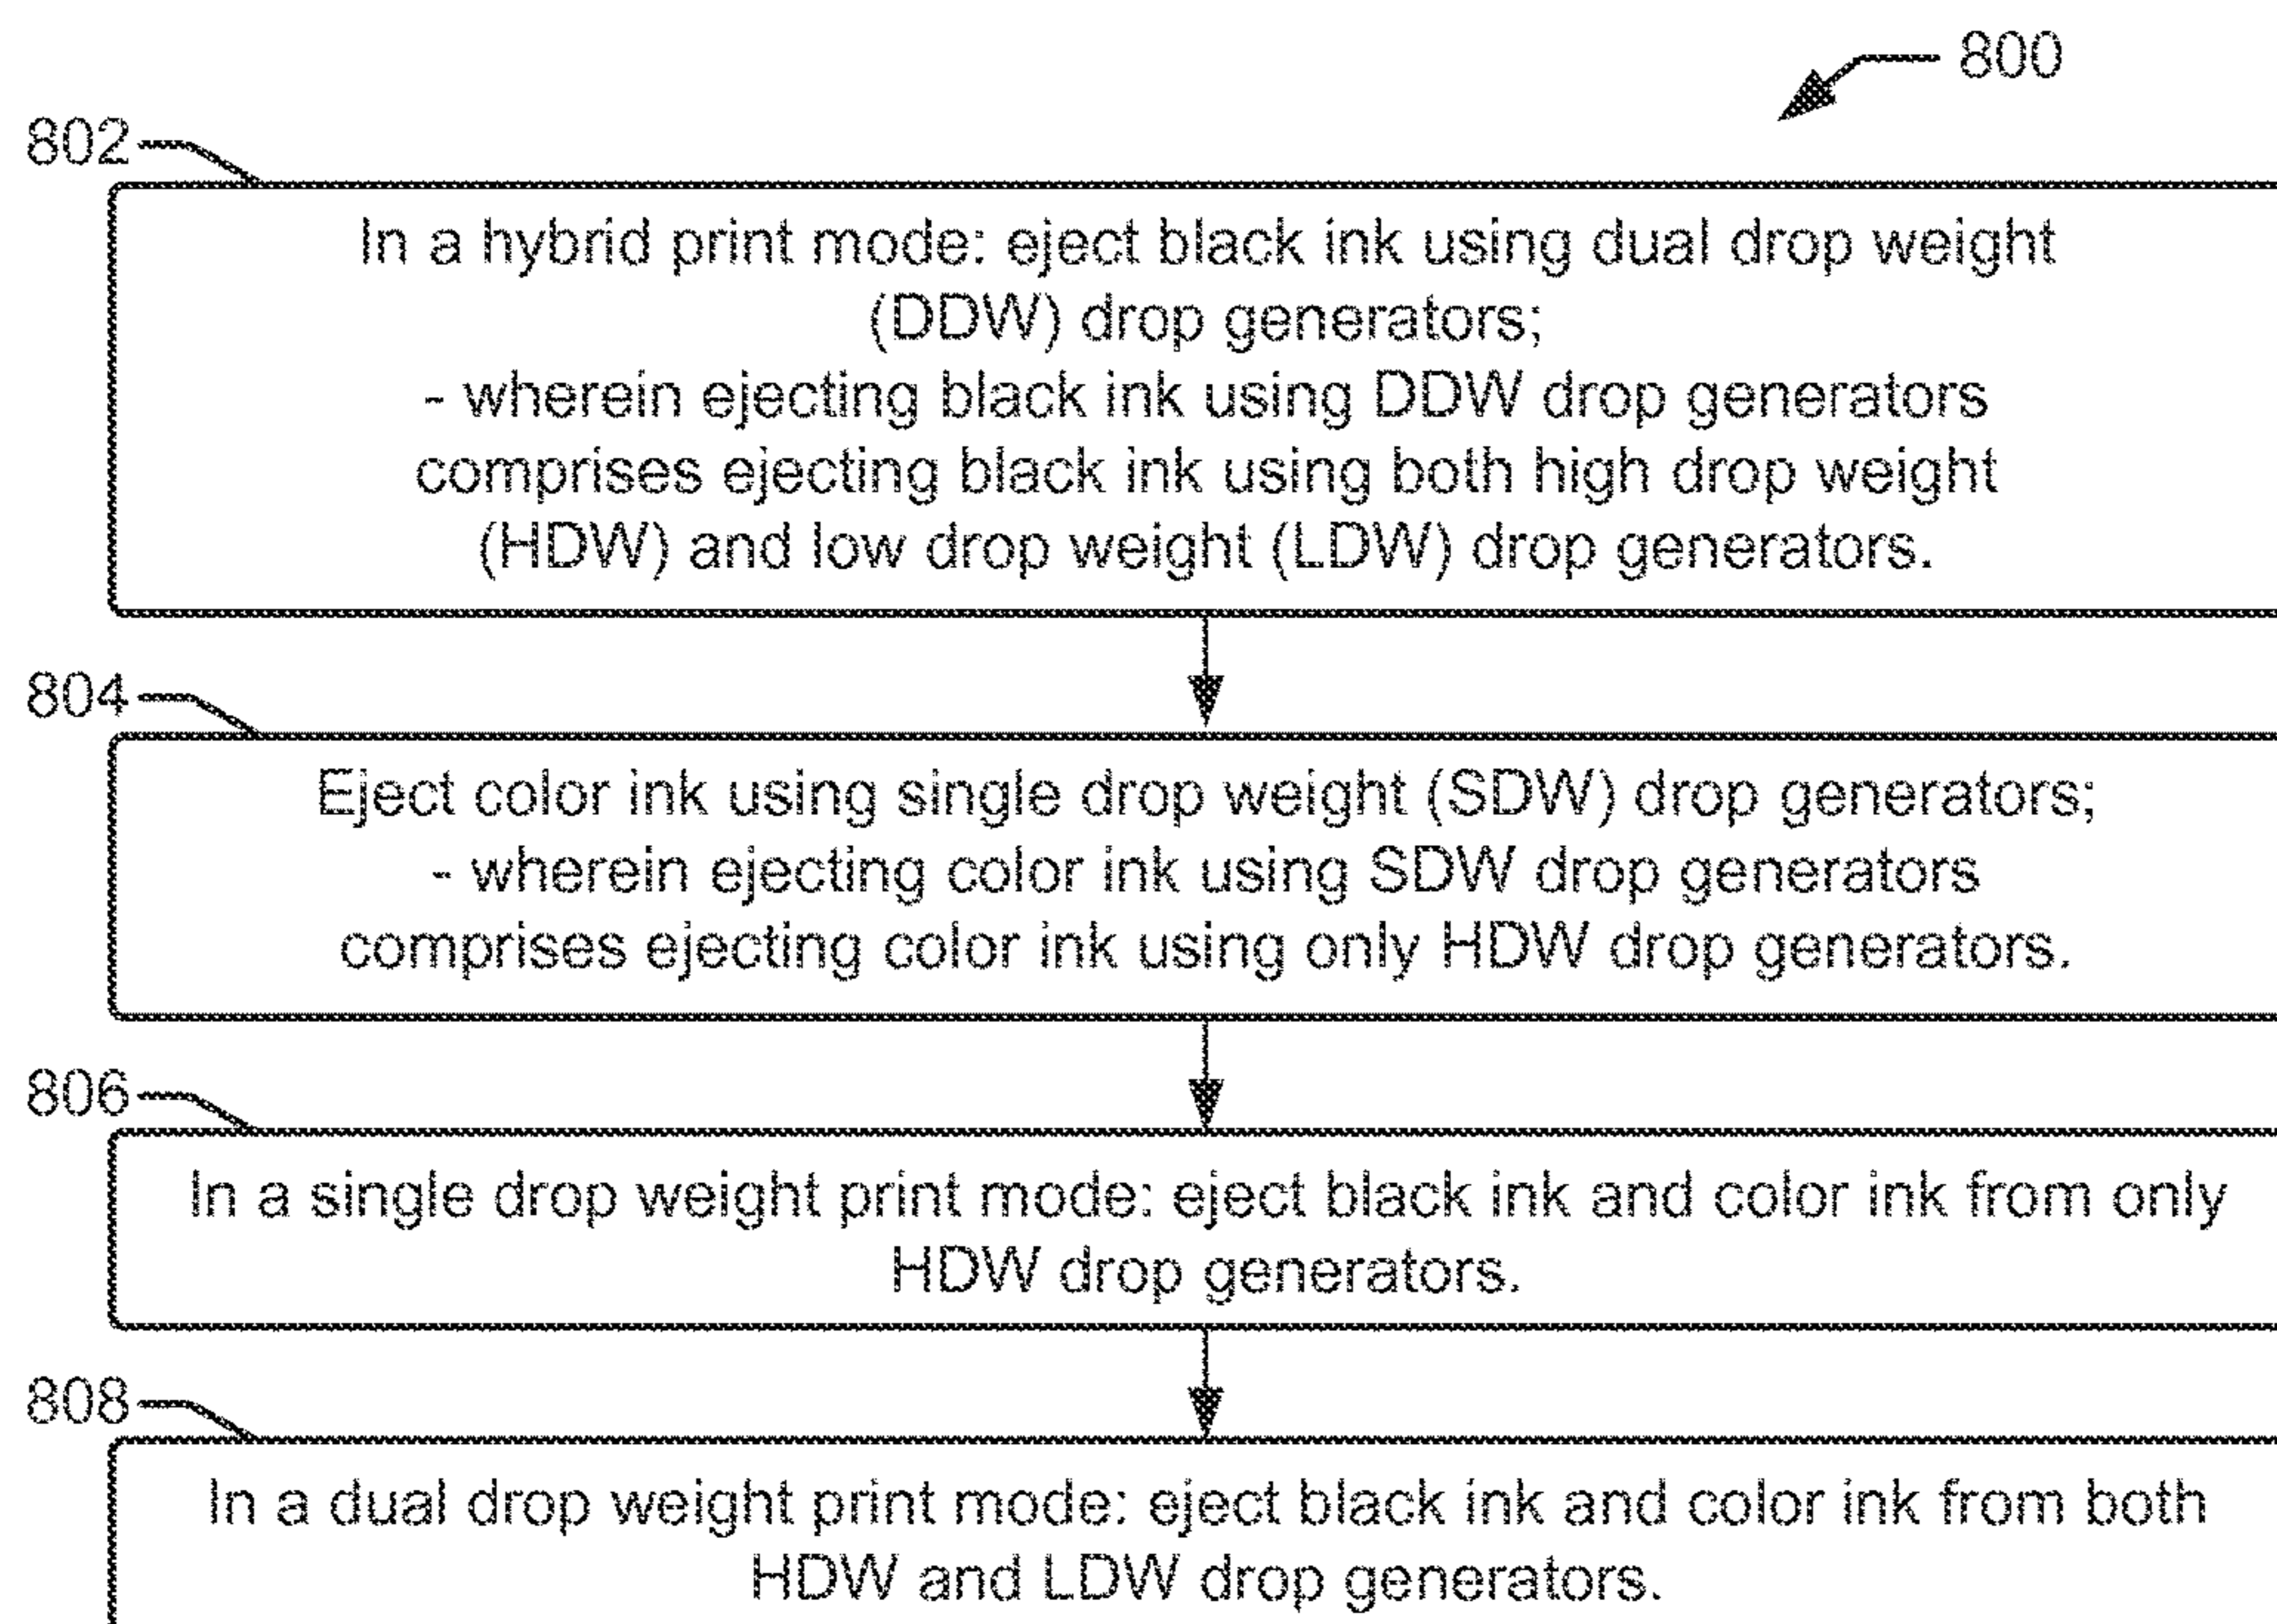 800
802
In a hybrid print mode: eject black ink using dual drop weight
(DDW) drop generators;
- wherein ejecting black ink using DDW drop generators
comprises ejecting black ink using both high drop weight
(HDW) and low drop weight (LDW) drop generators.
804
Eject color ink using single drop weight (SDW) drop generators;
- wherein ejecting color ink using SDW drop generators
comprises ejecting color ink using only HDW drop generators.
806
In a single drop weight print mode: eject black ink and color ink from only
HDW drop generators.
808
In a dual drop weight print mode: eject black ink and color ink from both
HDW and LDW drop generators.